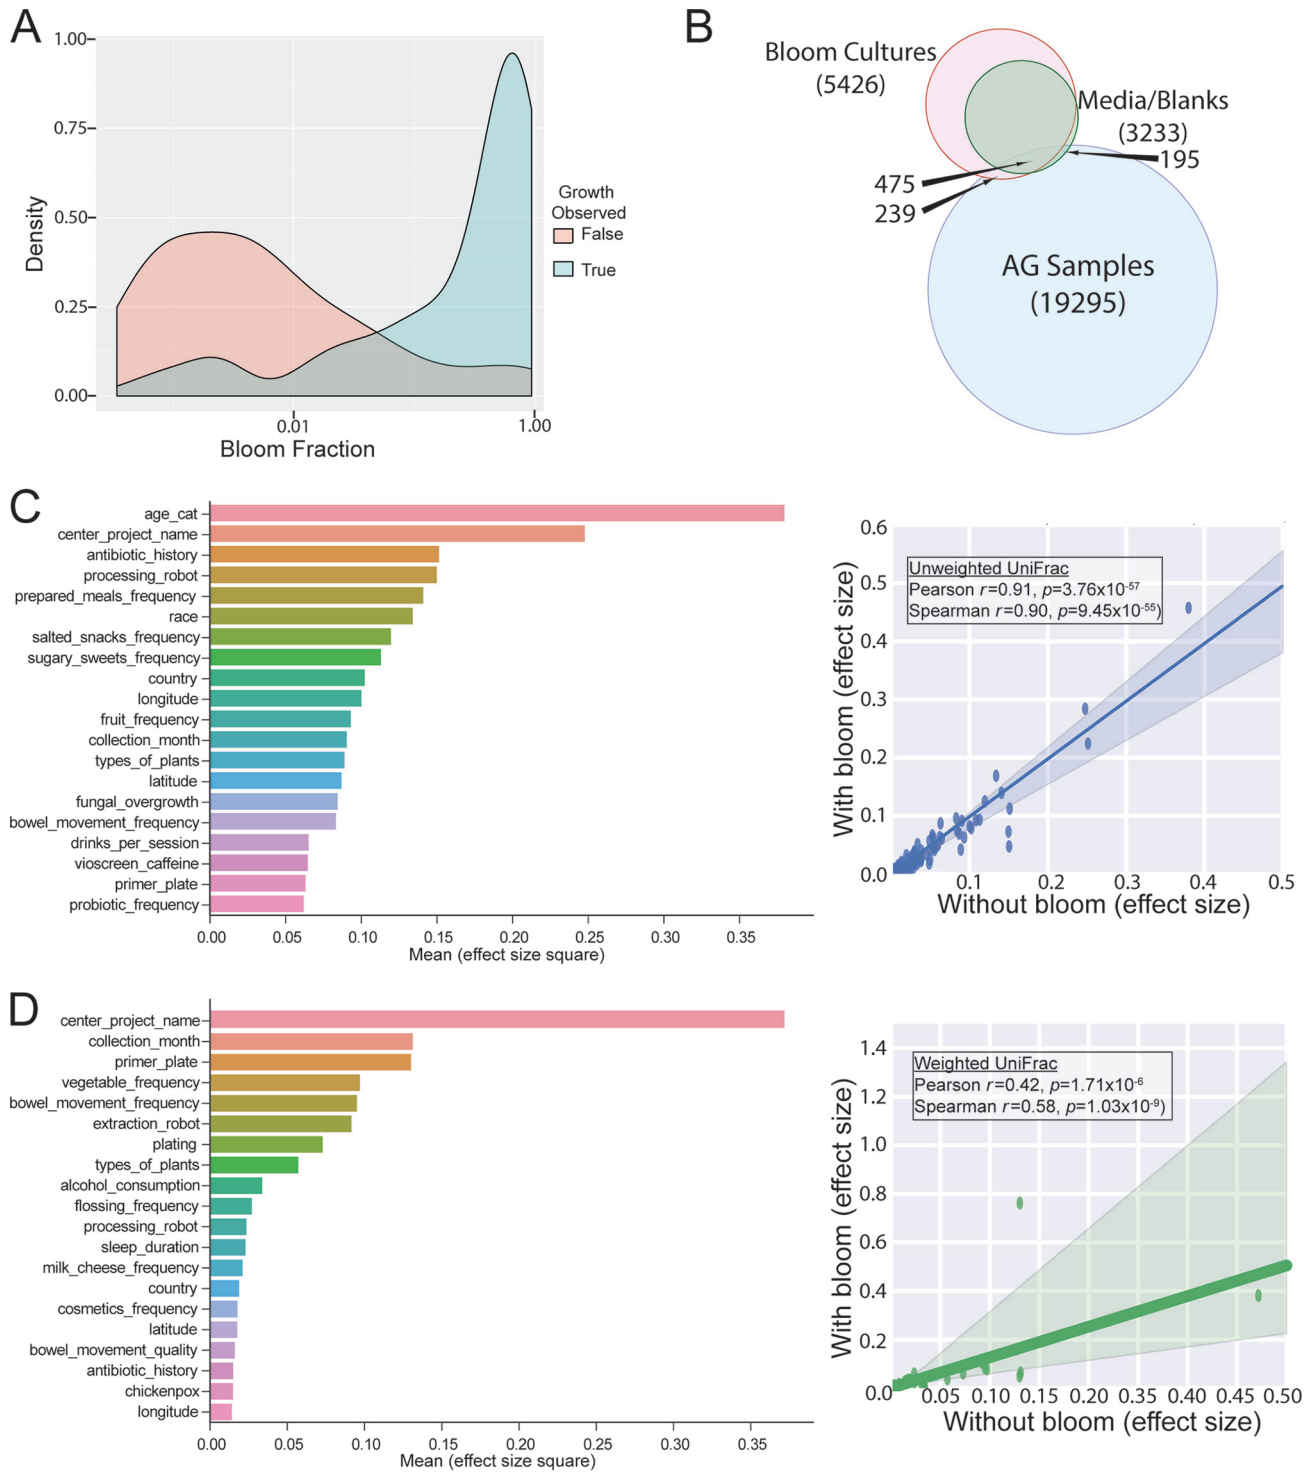 A
1.00
0.75
0.50
0.25
0.00
Density
0.01
1.00
Bloom Fraction
Growth
Observed
False
True
B
Bloom Cultures
(5426)
Media/Blanks
(3233)
195
475
239
AG Samples
(19295)
C
age_cat
center_project_name
antibiotic_history
processing_robot
prepared_meals_frequency
race
salted_snacks_frequency
sugary_sweets_frequency
country
longitude
fruit_frequency
collection_month
types_of_plants
latitude
fungal_overgrowth
bowel_movement_frequency
drinks_per_session
vioscreen_caffeine
primer_plate
probiotic_frequency
0.00 0.05 0.10 0.15 0.20 0.25 0.30 0.35
Mean (effect size square)
0.6
0.5
0.4
0.3
0.2
0.1
0.0
With bloom (effect size)
Unweighted UniFrac
Pearson r=0.91, p=3.76x10-57
Spearman r=0.90, p=9.45x10-55)
0.1 0.2 0.3 0.4 0.5
Without bloom (effect size)
D
center_project_name
collection_month
primer_plate
vegetable_frequency
bowel_movement_frequency
extraction_robot
plating
types_of_plants
alcohol_consumption
flossing_frequency
processing_robot
sleep_duration
milk_cheese_frequency
country
cosmetics_frequency
latitude
bowel_movement_quality
antibiotic_history
chickenpox
longitude
0.00 0.05 0.10 0.15 0.20 0.25 0.30 0.35
Mean (effect size square)
1.4
1.2
1.0
0.8
0.6
0.4
0.2
0.0
With bloom (effect size)
Weighted UniFrac
Pearson r=0.42, p=1.71x10-6
Spearman r=0.58, p=1.03x10-9)
0.05 0.10 0.15 0.20 0.25 0.30 0.35 0.40 0.45 0.50
Without bloom (effect size)